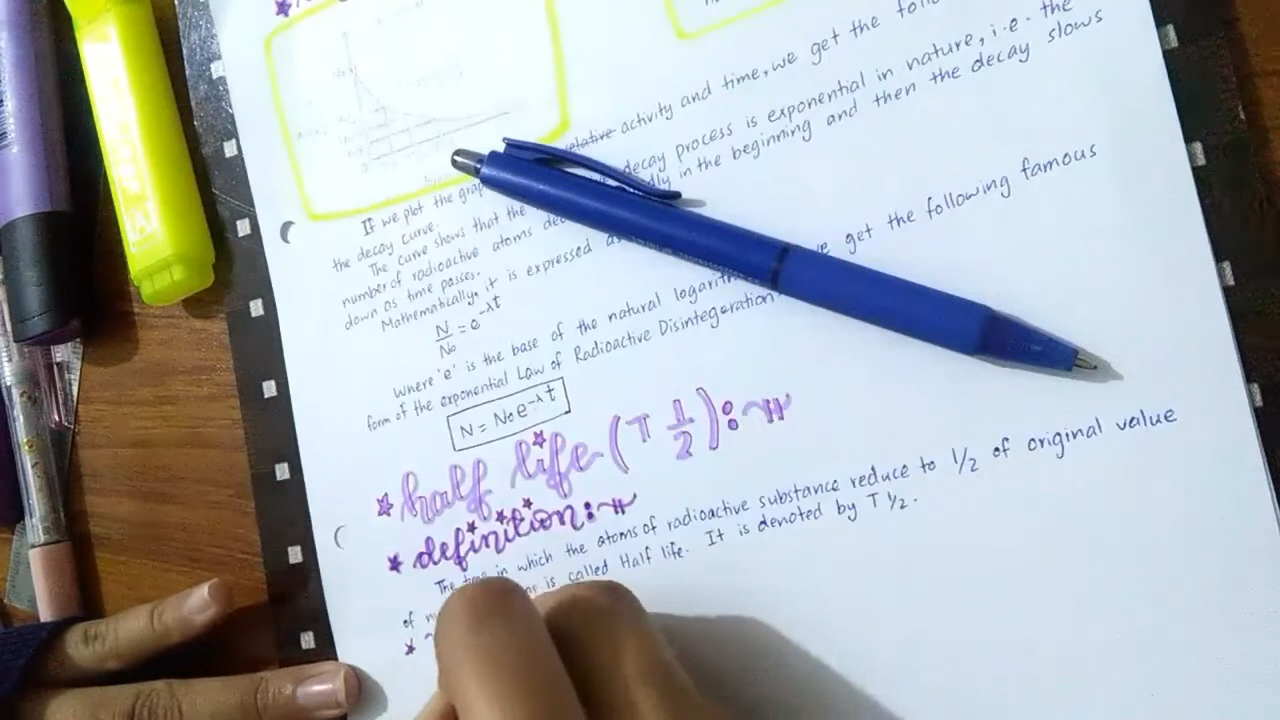 If we plot the grap elative activity and time, we get the
the decay curve.
The curve shows that the decay process is exponential in nature, i.e. the
number of radioactive atoms dec dly in the beginning and then the decay slows
down as time passes.
Mathematically, it is expressed as
N/No = e^-λt
Where 'e' is the base of the natural logarith get the following famous
form of the exponential Law of Radioactive Disintegeration
N = Noe^-λt
half life (T 1/2):
definition:
The time in which the atoms of radioactive substance reduce to 1/2 of original value
of is called Half life. It is denoted by T 1/2.